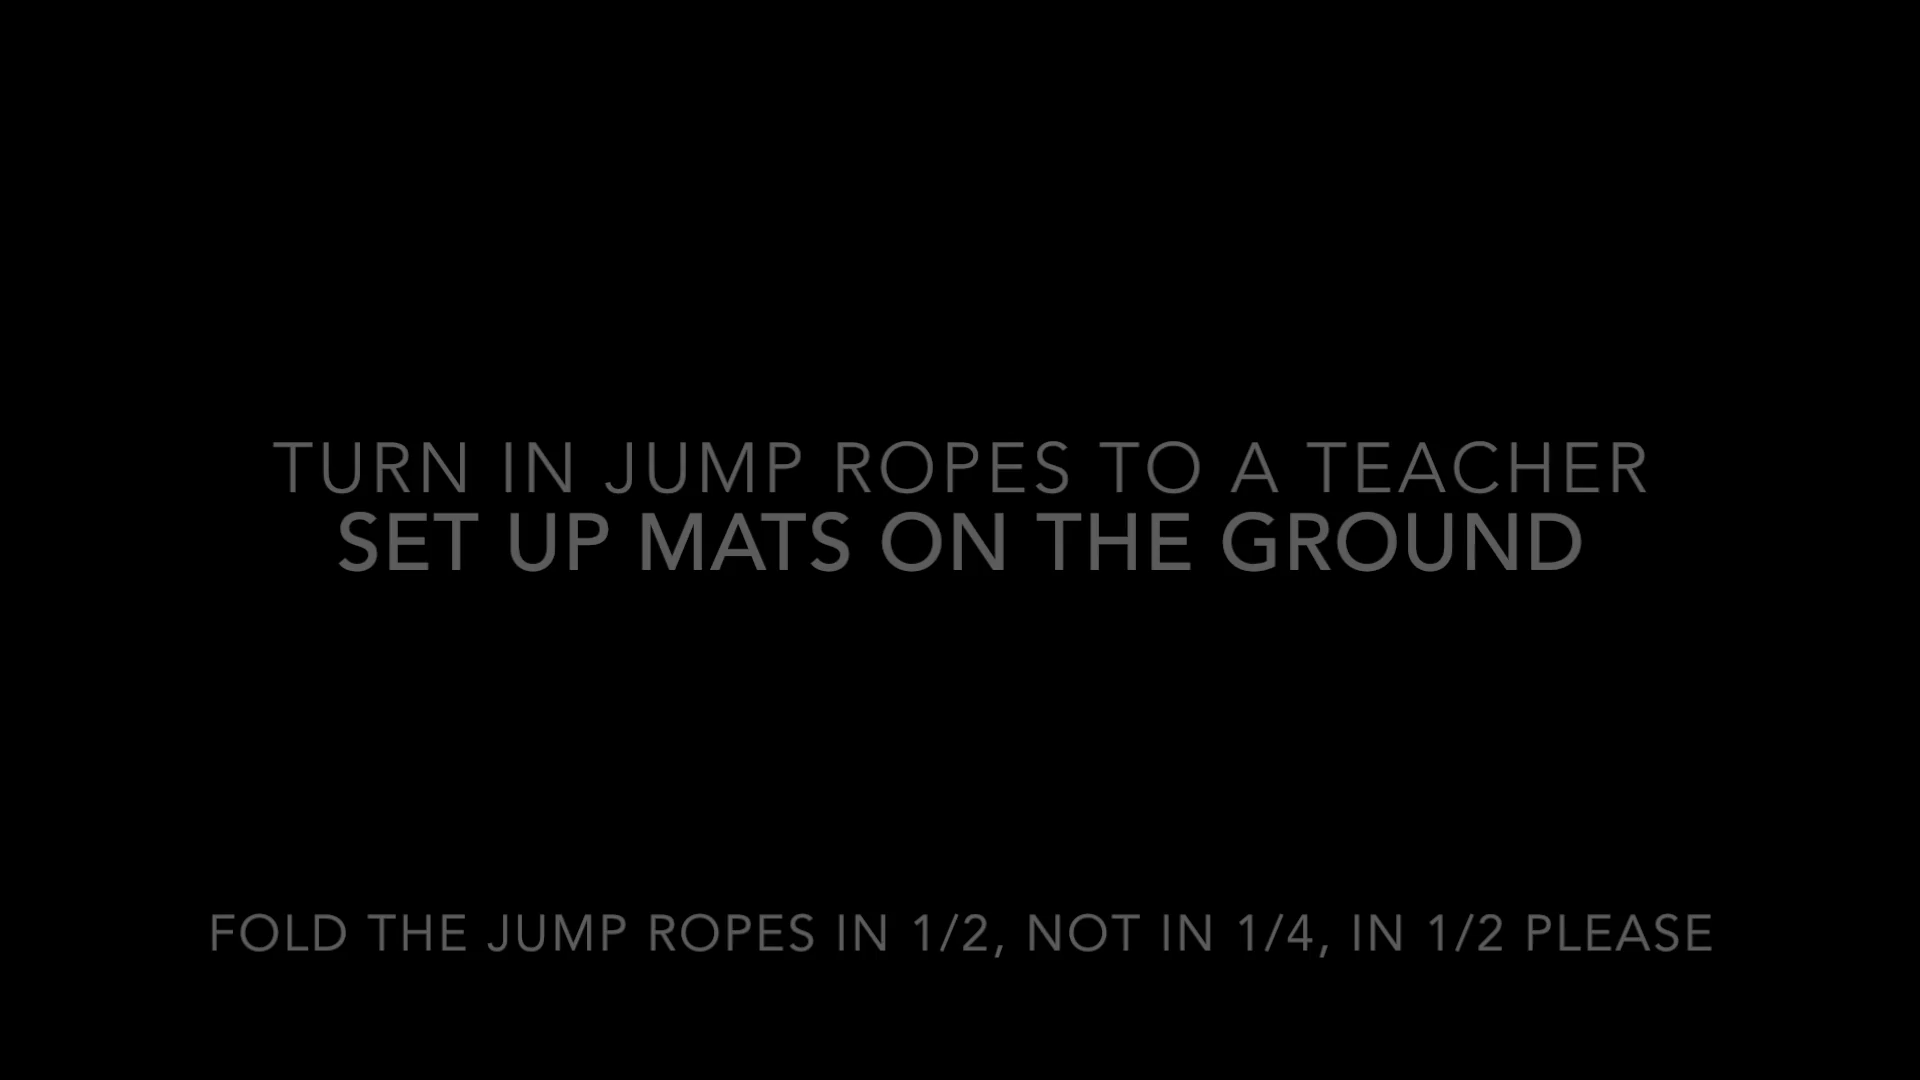 TURN IN JUMP ROPES TO A TEACHER
SET UP MATS ON THE GROUND
FOLD THE JUMP ROPES IN 1/2, NOT IN 1/4, IN 1/2 PLEASE